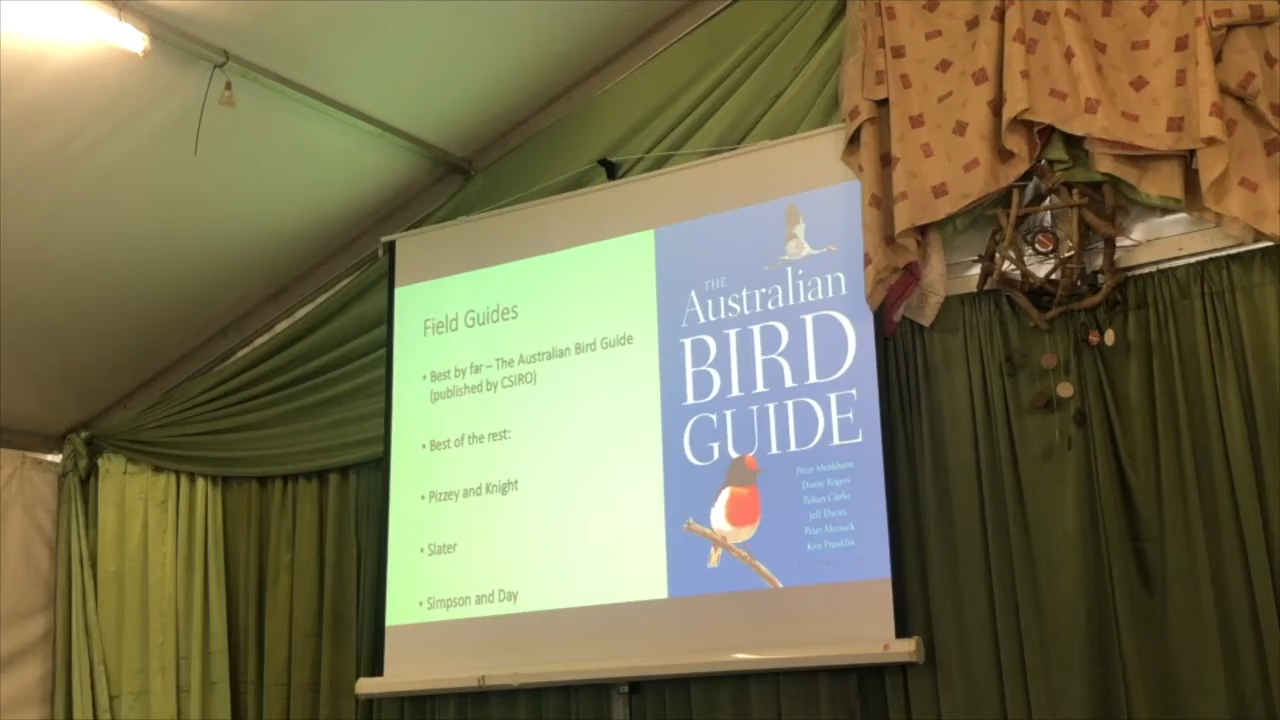 Field Guides
• Best by far – The Australian Bird Guide
(published by CSIRO)
• Best of the rest:
• Pizzey and Knight
• Slater
• Simpson and Day
THE
Australian
BIRD
GUIDE
Peter Menkhorst
Danny Rogers
Rohan Clarke
Jeff Davies
Peter Marsack
Kim Franklin